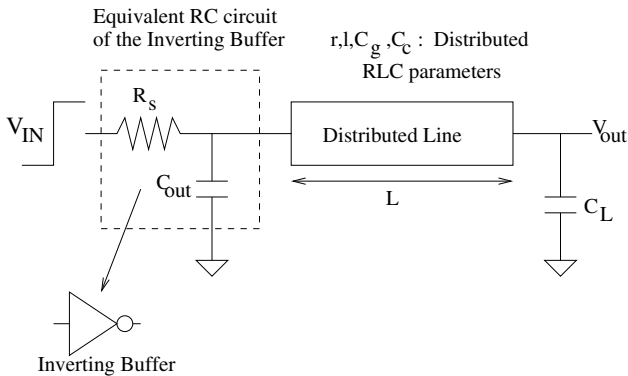 Equivalent RC circuit
of the Inverting Buffer
r,l,C_g ,C_c : Distributed
RLC parameters
R_s
V_IN
Distributed Line
V_out
C_out
L
C_L
Inverting Buffer